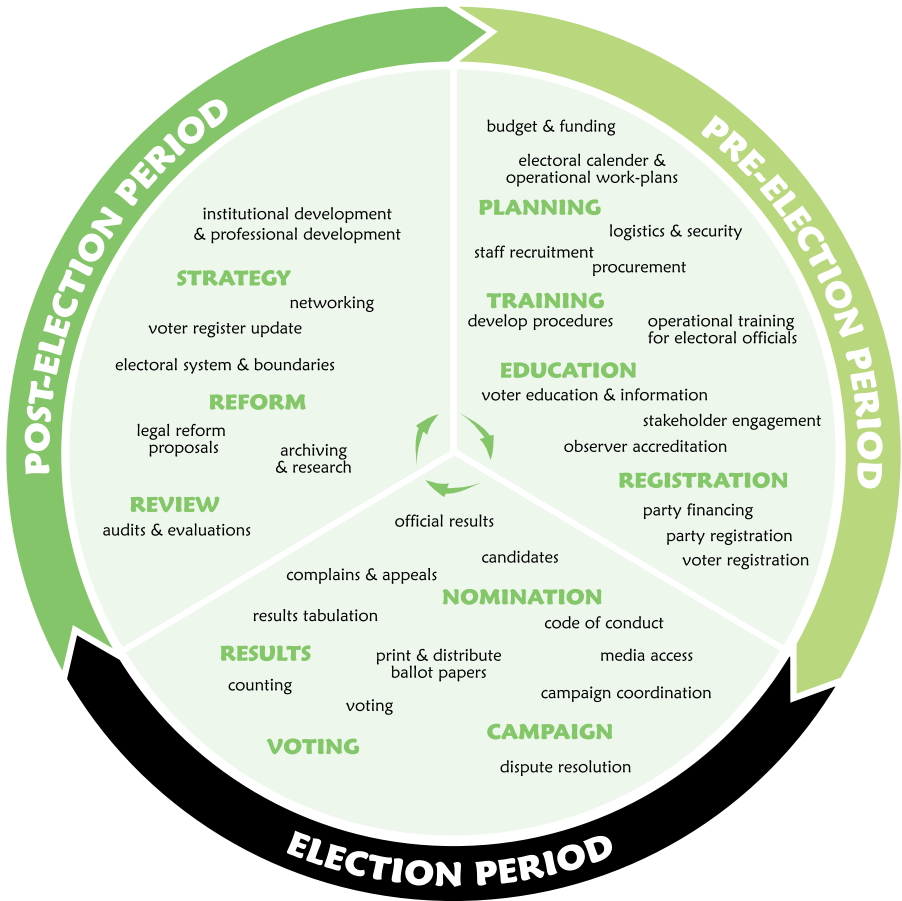 POST-ELECTION PERIOD
PRE-ELECTION PERIOD
ELECTION PERIOD
budget & funding
electoral calender &
operational work-plans
PLANNING
logistics & security
staff recruitment
procurement
TRAINING
develop procedures
operational training
for electoral officials
EDUCATION
voter education & information
stakeholder engagement
observer accreditation
REGISTRATION
party financing
party registration
voter registration
official results
candidates
complains & appeals
NOMINATION
results tabulation
code of conduct
RESULTS
print & distribute
ballot papers
media access
counting
campaign coordination
voting
CAMPAIGN
VOTING
dispute resolution
institutional development
& professional development
STRATEGY
networking
voter register update
electoral system & boundaries
REFORM
legal reform
proposals
archiving
& research
REVIEW
audits & evaluations